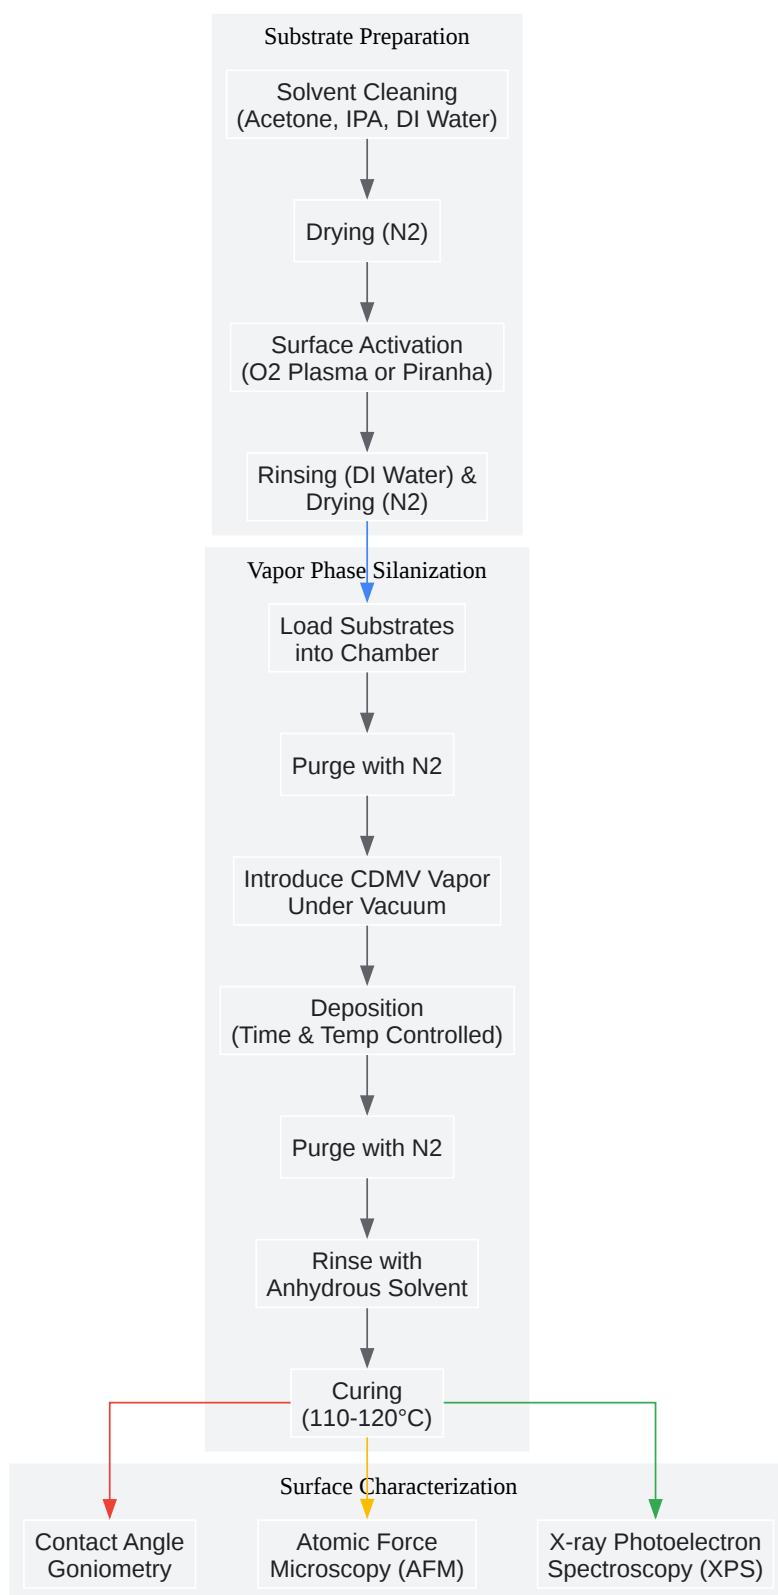 Substrate Preparation
Solvent Cleaning
(Acetone, IPA, DI Water)
Drying (N2)
Surface Activation
(O2 Plasma or Piranha)
Rinsing (DI Water) &
Drying (N2)
Vapor Phase Silanization
Load Substrates
into Chamber
Purge with N2
Introduce CDMV Vapor
Under Vacuum
Deposition
(Time & Temp Controlled)
Purge with N2
Rinse with
Anhydrous Solvent
Curing
(110-120°C)
Surface Characterization
Contact Angle
Goniometry
Atomic Force
Microscopy (AFM)
X-ray Photoelectron
Spectroscopy (XPS)